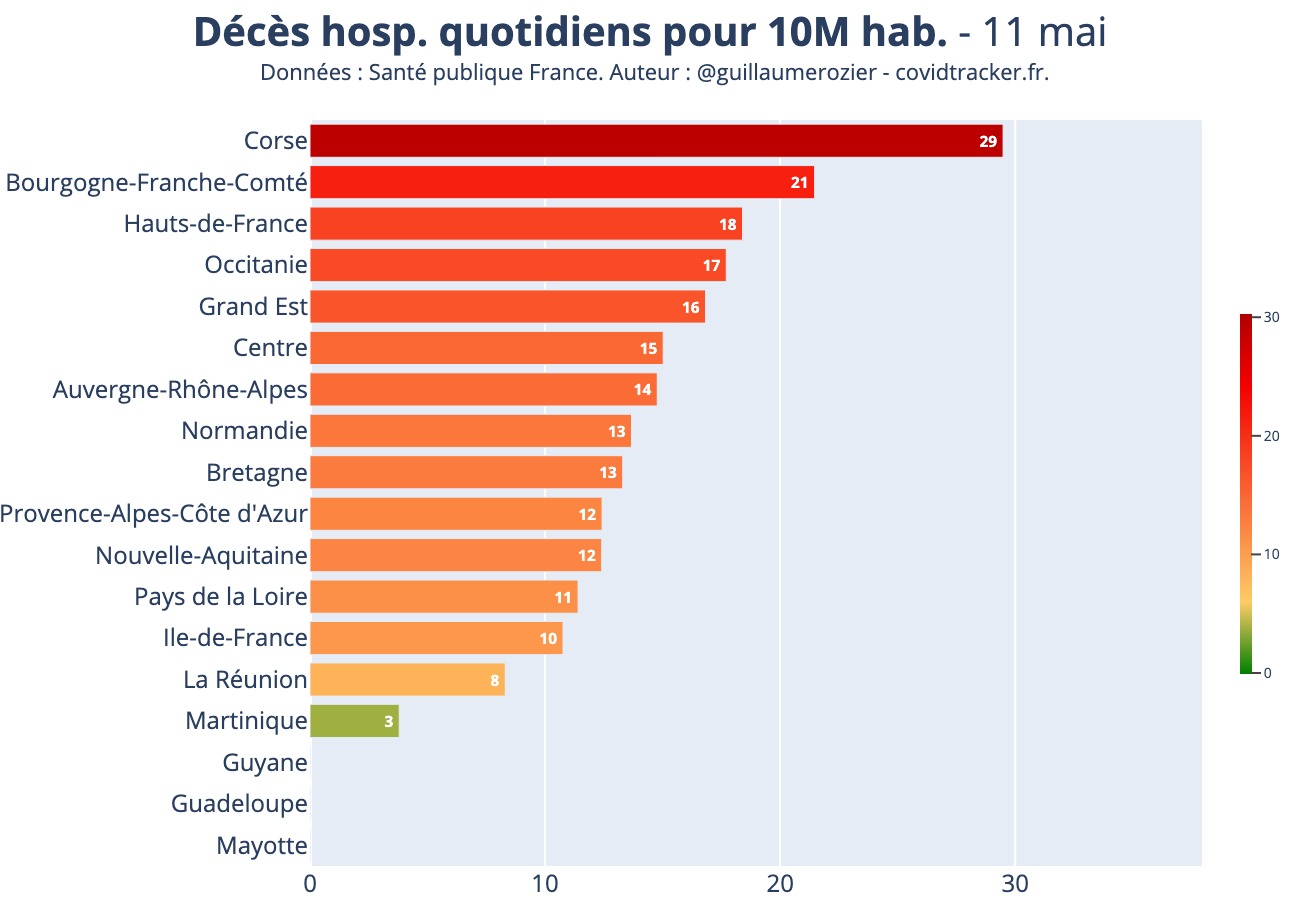 Décès hosp. quotidiens pour 10M hab. - 11 mai
Données : Santé publique France. Auteur : @guillaumerozier - covidtracker.fr.
Corse 29
Bourgogne-Franche-Comté 21
Hauts-de-France 18
Occitanie 17
Grand Est 16
Centre 15
Auvergne-Rhône-Alpes 14
Normandie 13
Bretagne 13
Provence-Alpes-Côte d'Azur 12
Nouvelle-Aquitaine 12
Pays de la Loire 11
Ile-de-France 10
La Réunion 8
Martinique 3
Guyane
Guadeloupe
Mayotte
0 10 20 30
30
20
10
0